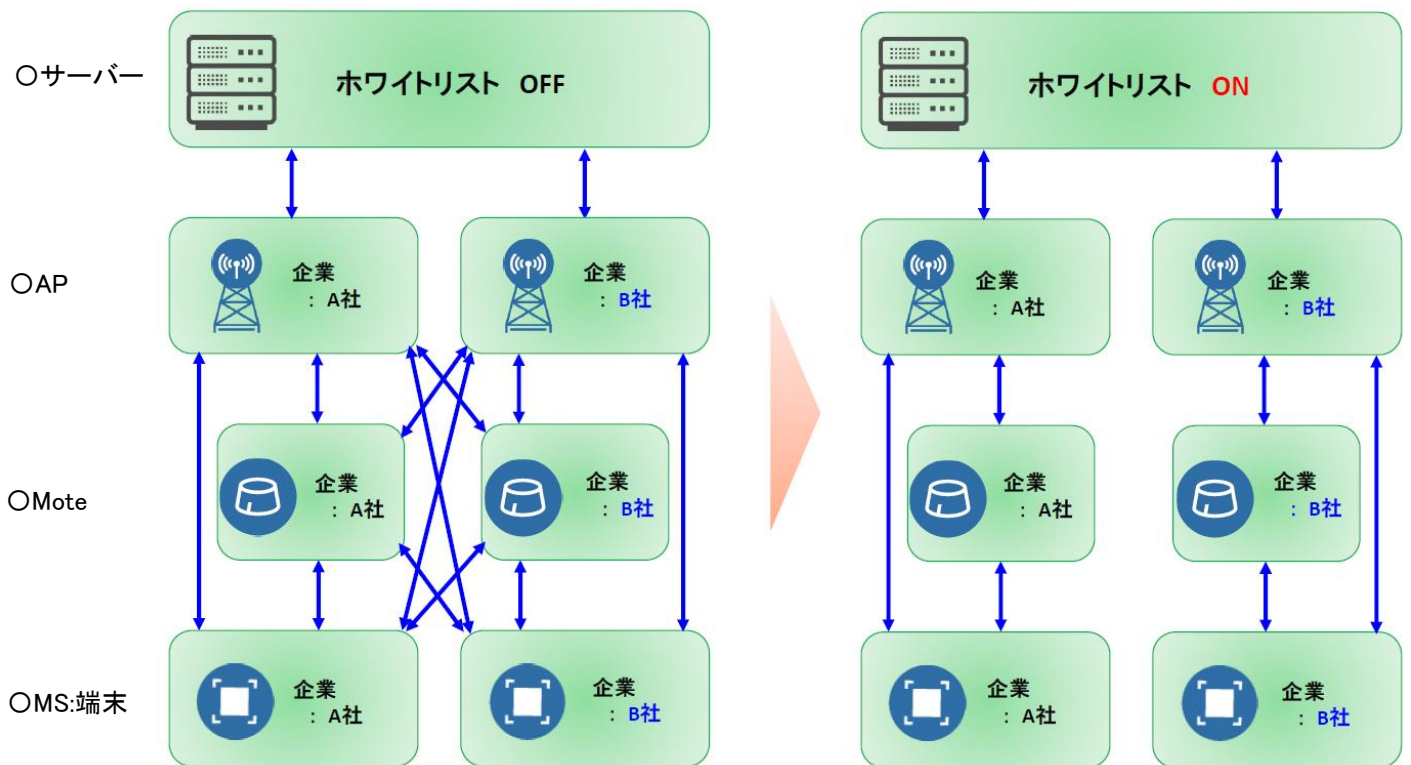 〇サーバー
ホワイトリスト OFF
ホワイトリスト ON
〇AP
企業
: A社
企業
: B社
企業
: A社
企業
: B社
〇Mote
企業
: A社
企業
: B社
企業
: A社
企業
: B社
〇MS:端末
企業
: A社
企業
: B社
企業
: A社
企業
: B社